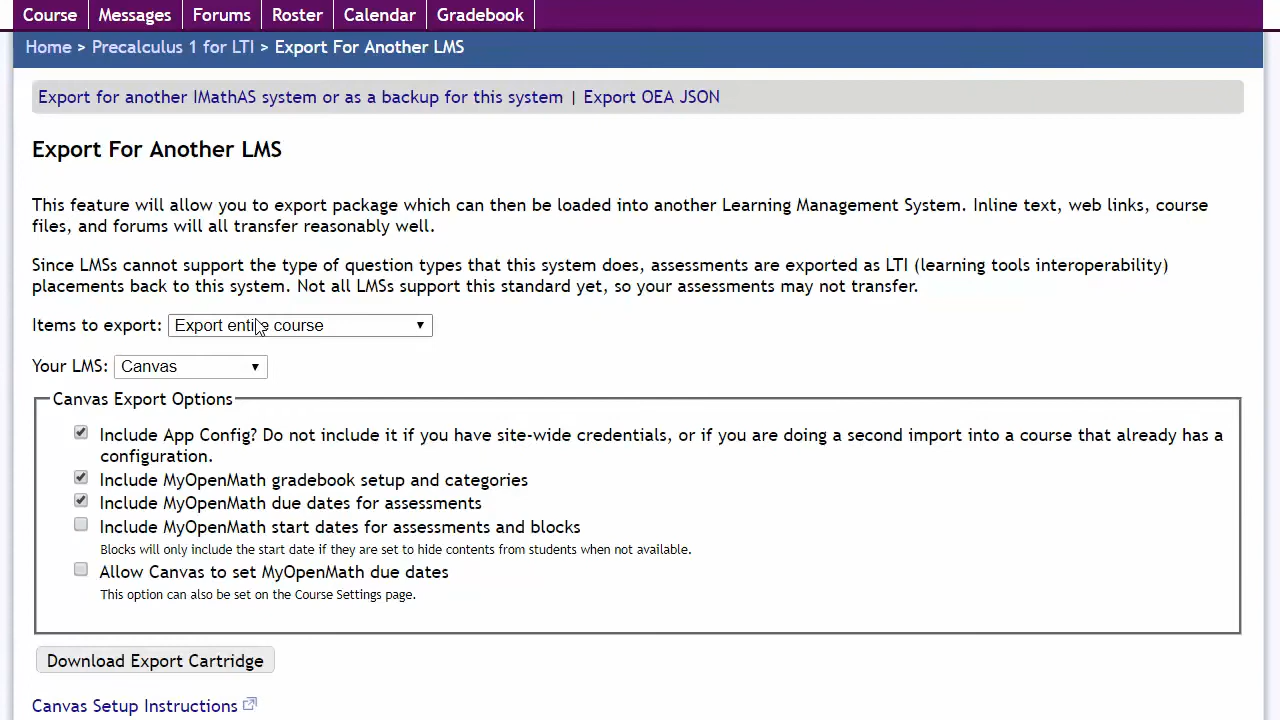 Course Messages Forums Roster Calendar Gradebook
Home > Precalculus 1 for LTI > Export For Another LMS
Export for another IMathAS system or as a backup for this system | Export OEA JSON
Export For Another LMS
This feature will allow you to export package which can then be loaded into another Learning Management System. Inline text, web links, course
files, and forums will all transfer reasonably well.
Since LMSs cannot support the type of question types that this system does, assessments are exported as LTI (learning tools interoperability)
placements back to this system. Not all LMSs support this standard yet, so your assessments may not transfer.
Items to export: Export entire course
Your LMS: Canvas
Canvas Export Options
Include App Config? Do not include it if you have site-wide credentials, or if you are doing a second import into a course that already has a
configuration.
Include MyOpenMath gradebook setup and categories
Include MyOpenMath due dates for assessments
Include MyOpenMath start dates for assessments and blocks
Blocks will only include the start date if they are set to hide contents from students when not available.
Allow Canvas to set MyOpenMath due dates
This option can also be set on the Course Settings page.
Download Export Cartridge
Canvas Setup Instructions